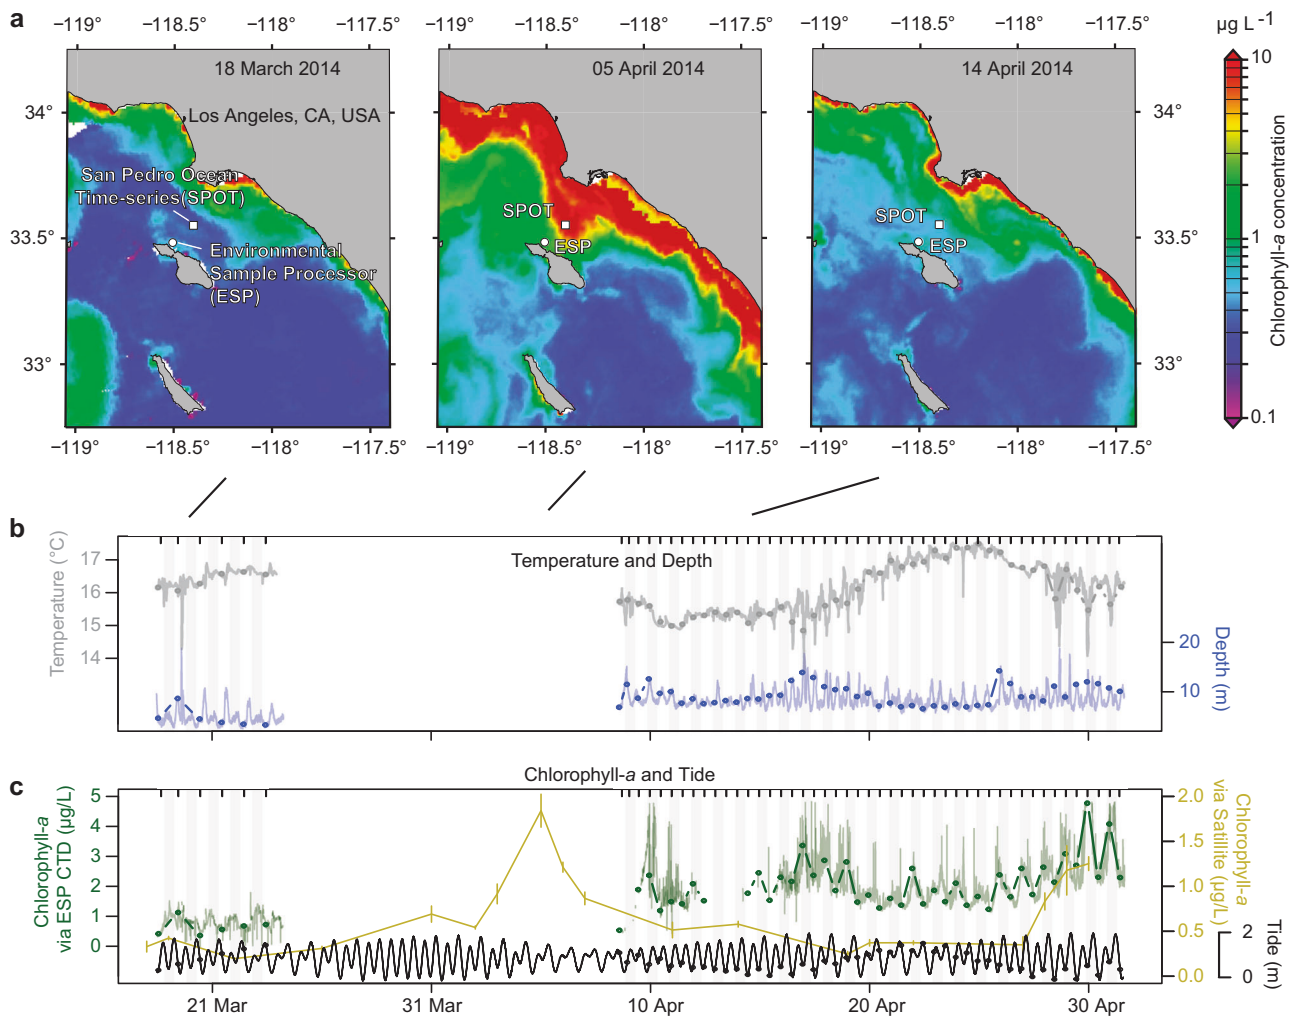 a
−119° −118.5° −118° −117.5° −119° −118.5° −118° −117.5° −119° −118.5° −118° −117.5°
µg L-1
18 March 2014
05 April 2014
14 April 2014
10
1
0.1
Chlorophyll-a concentration
34°
33.5°
33°
34°
33.5°
33°
Los Angeles, CA, USA
San Pedro Ocean
Time-series(SPOT)
Environmental
Sample Processor
(ESP)
SPOT
ESP
SPOT
ESP
−119° −118.5° −118° −117.5° −119° −118.5° −118° −117.5° −119° −118.5° −118° −117.5°
b
Temperature and Depth
Temperature (°C)
17
16
15
14
20
10
Depth (m)
c
Chlorophyll-a and Tide
Chlorophyll-a
via ESP CTD (µg/L)
5
4
3
2
1
0
2.0
1.5
1.0
0.5
0.0
Chlorophyll-a
via Satillite (µg/L)
2
0
Tide (m)
21 Mar 31 Mar 10 Apr 20 Apr 30 Apr